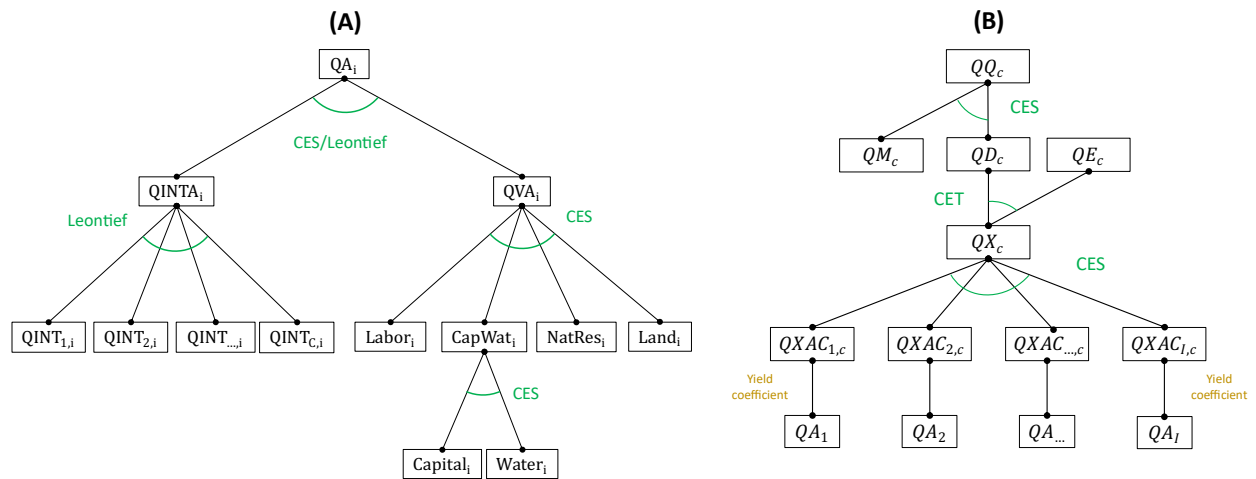 (A)
QA_i
CES/Leontief
QINTA_i
QVA_i
Leontief
CES
QINT_1,i
QINT_2,i
QINT_...,i
QINT_C,i
Labor_i
CapWat_i
NatRes_i
Land_i
CES
Capital_i
Water_i
(B)
QQ_c
CES
QM_c
QD_c
QE_c
CET
QX_c
CES
QXAC_1,c
QXAC_2,c
QXAC_...,c
QXAC_I,c
Yield
coefficient
Yield
coefficient
QA_1
QA_2
QA_...
QA_I